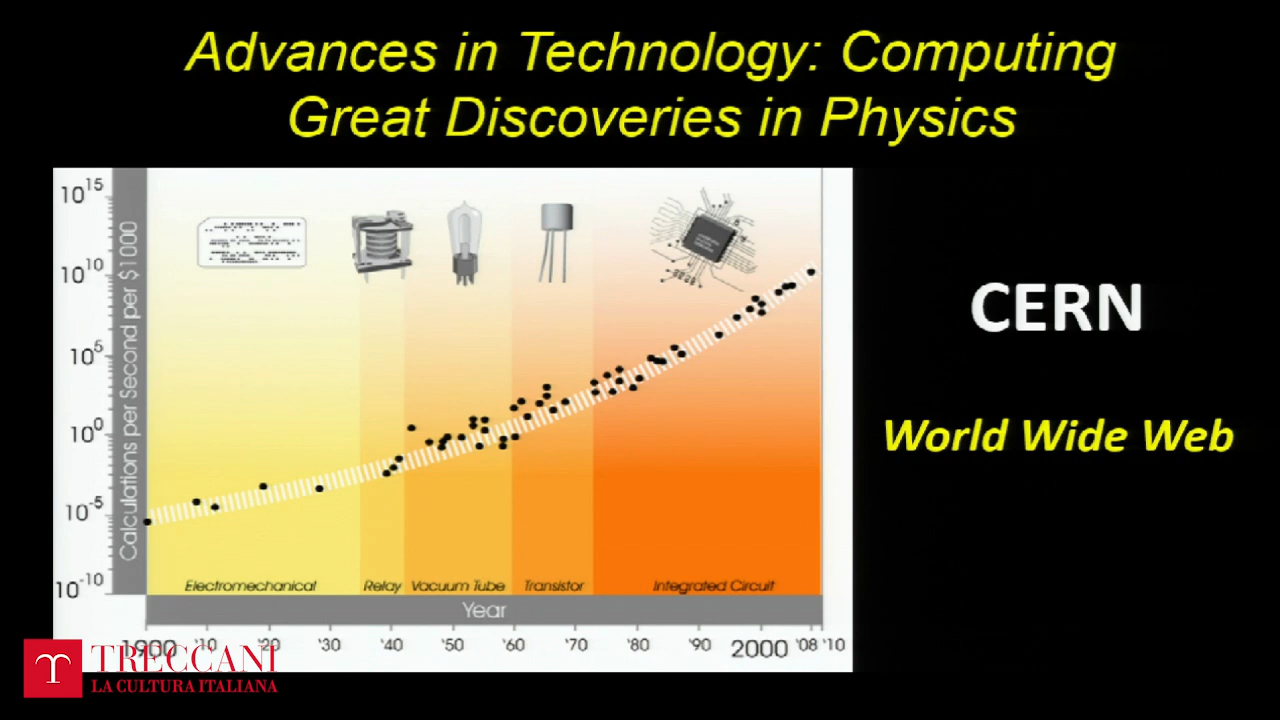 Advances in Technology: Computing
Great Discoveries in Physics
10^15
10^10
10^5
10^0
10^-5
10^-10
Calculations per Second per $1000
Electromechanical Relay Vacuum Tube Transistor Integrated Circuit
Year
1900 '10 '20 '30 '40 '50 '60 '70 '80 '90 2000 '08 '10
CERN
World Wide Web
TRECCANI
LA CULTURA ITALIANA